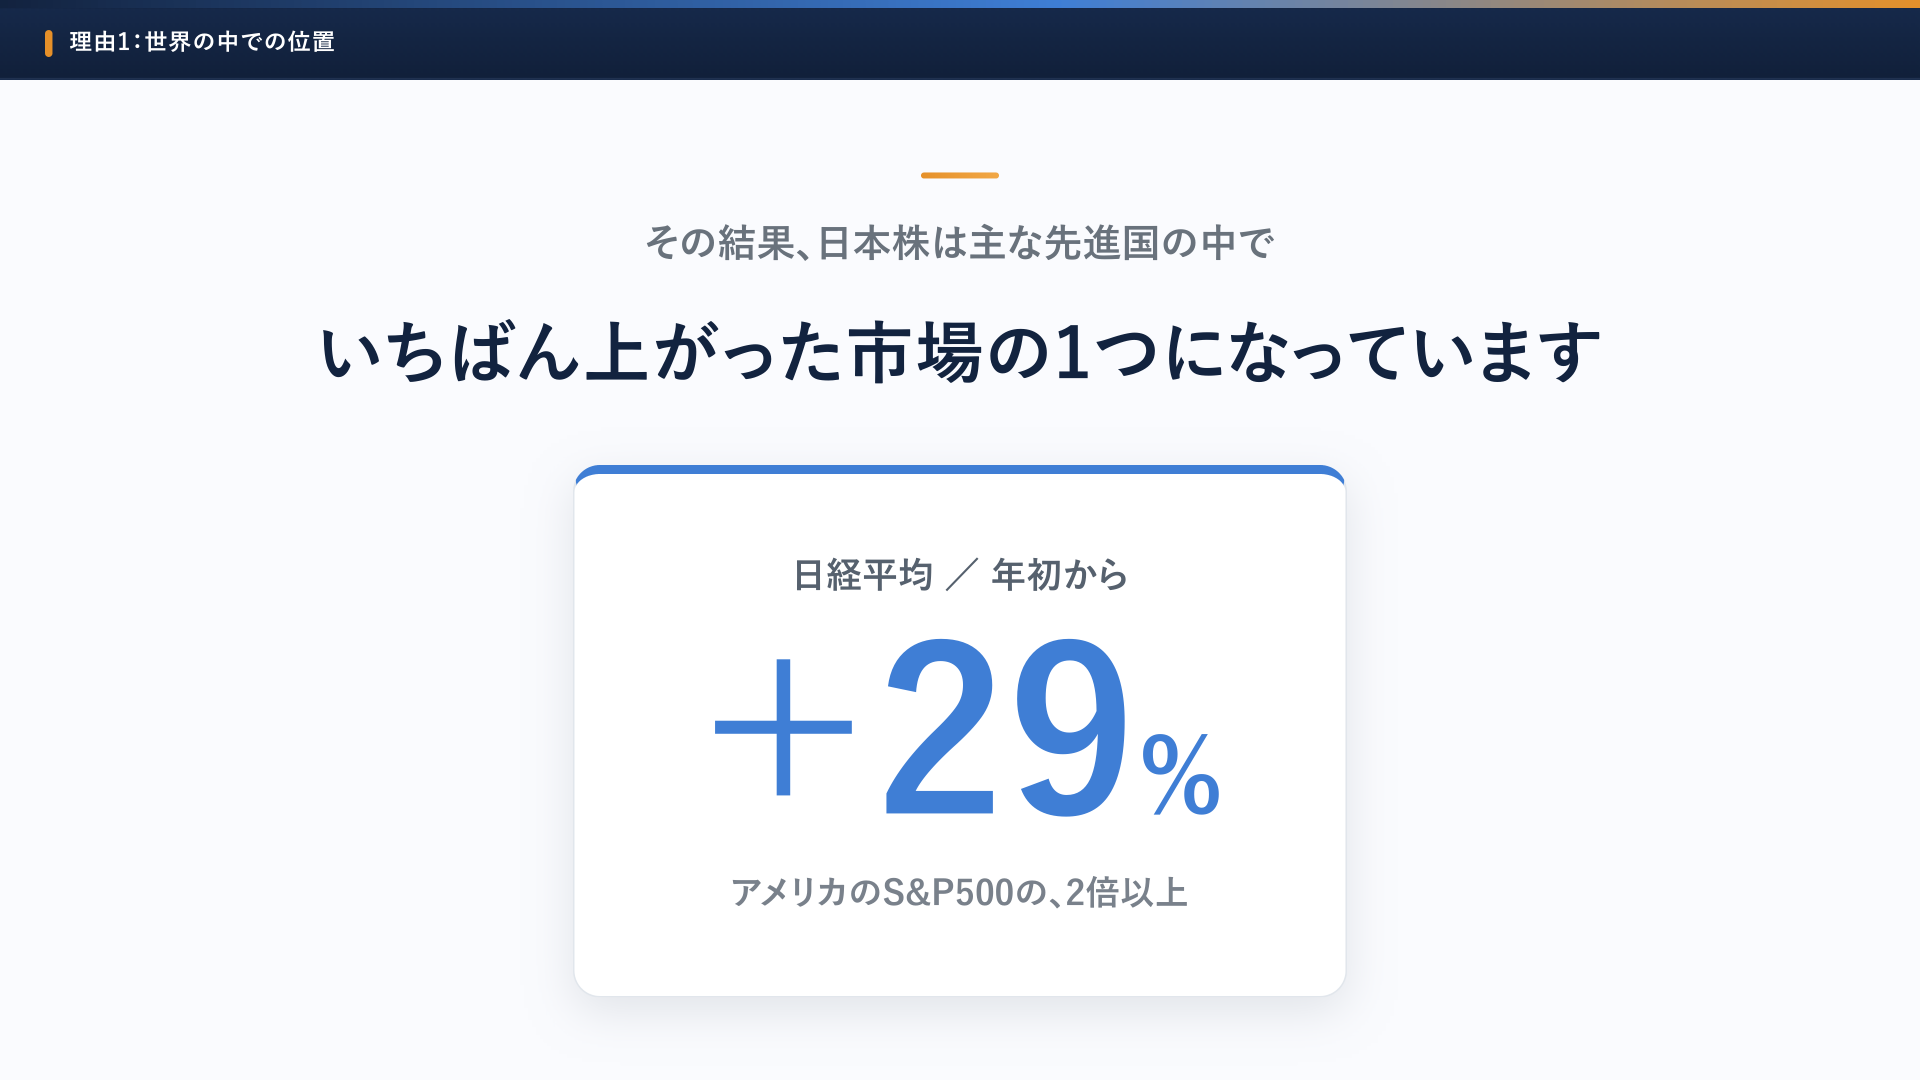 理由1：世界の中での位置
その結果、日本株は主な先進国の中で
いちばん上がった市場の1つになっています
日経平均 ／ 年初から
＋29%
アメリカのS&P500の、2倍以上